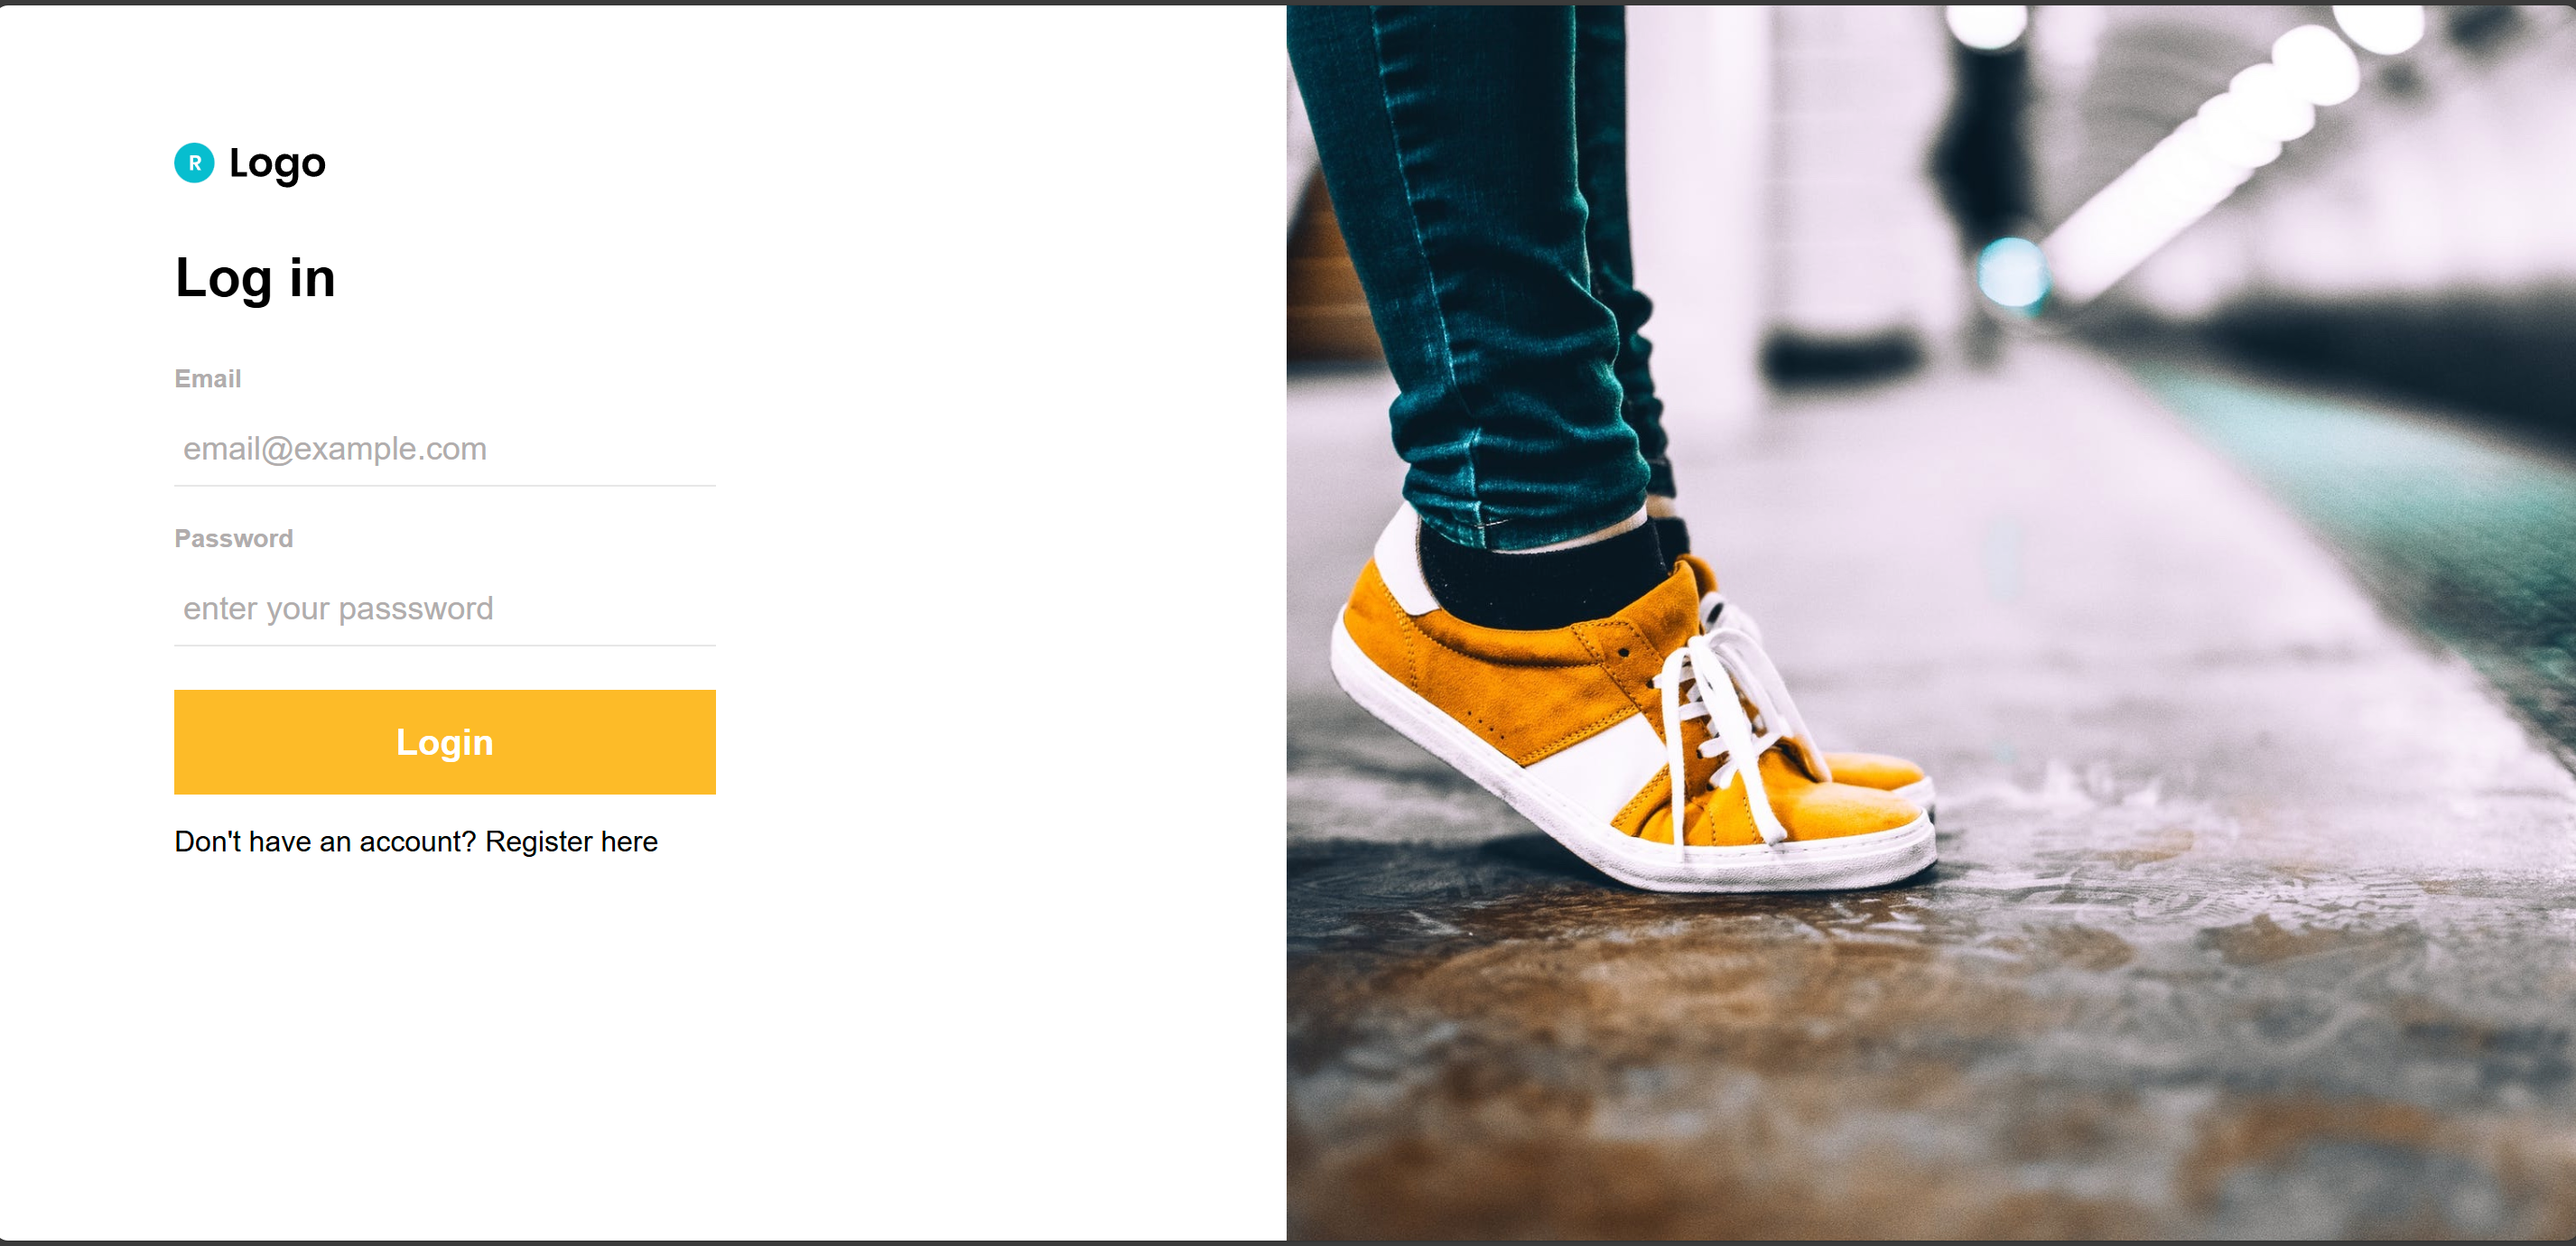 R Logo
Log in
Email
email@example.com
Password
enter your passsword
Login
Don't have an account? Register here